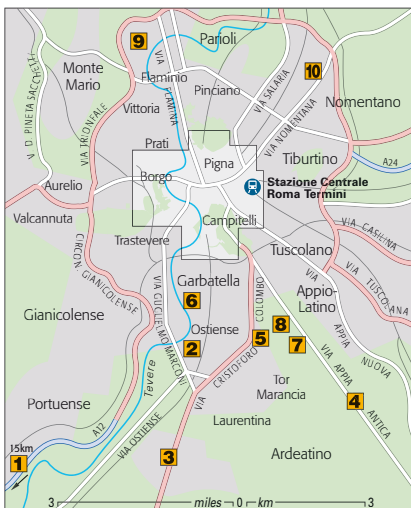 9
Parioli
Monte
Mario
Flaminio
10
V. D. PINETA SACCHETTI
VIA TRIONFALE
VIA FLAMINIA
Pinciano
VIA SALARIA
VIA NOMENTANA
Nomentano
Vittoria
Prati
Pigna
Tiburtino
A24
Borgo
Stazione Centrale
Roma Termini
Aurelio
Valcannuta
Campitelli
Trastevere
VIA CASILINA
Tuscolano
VIA TUSCOLANA
CIRCON. GIANICOLENSE
Garbatella
Appio-
Latino
Gianicolense
VIA GUGLIELMO MARCONI
6
COLOMBO
8
Ostiense
5
7
2
VIA APPIA NUOVA
Tevere
VIA CRISTOFORO
VIA APPIA ANTICA
Tor
Marancia
4
Portuense
A12
VIA OSTIENSE
Laurentina
15km
1
3
Ardeatino
3 miles 0 km 3